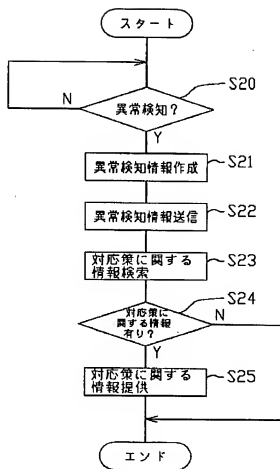 スタート
S20
N
異常検知?
Y
S21
異常検知情報作成
S22
異常検知情報送信
S23
対応策に関する
情報検索
S24
対応策に
関する情報
有り?
N
Y
S25
対応策に関する
情報提供
エンド